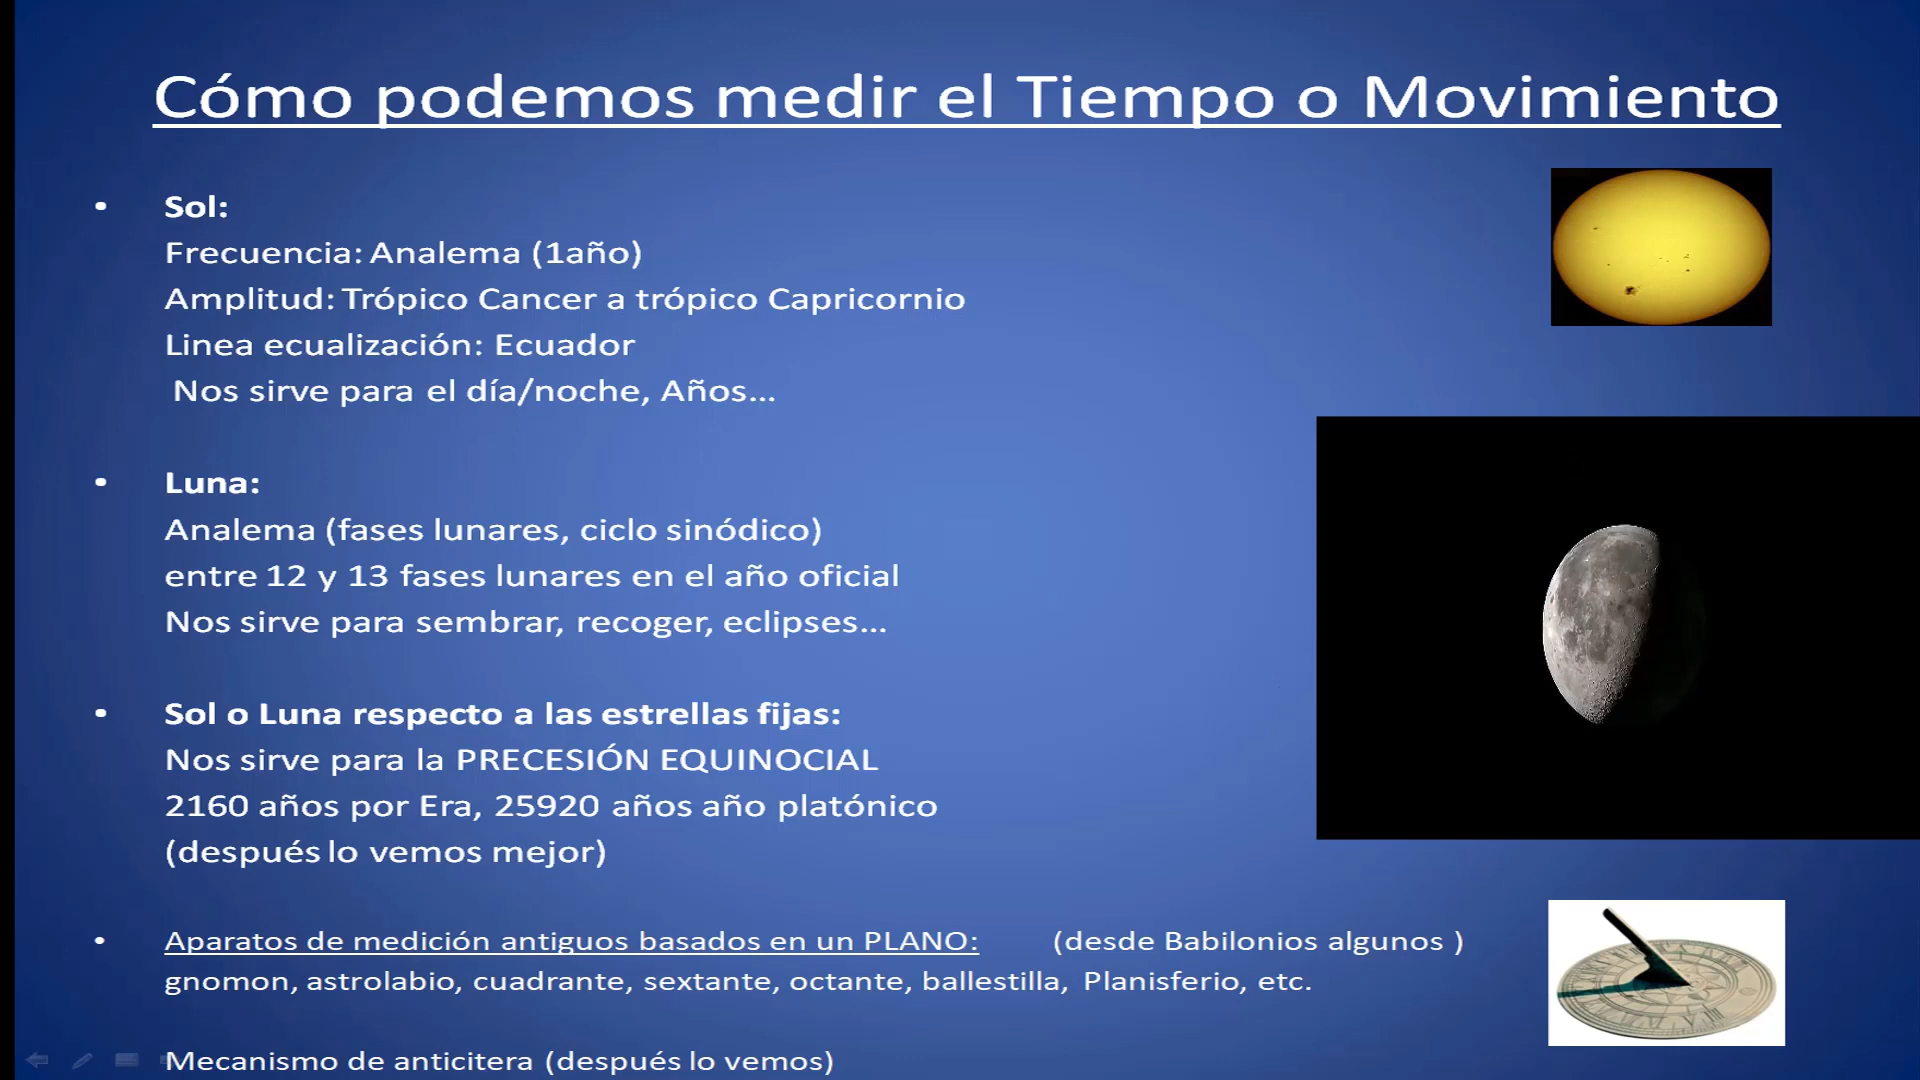 Cómo podemos medir el Tiempo o Movimiento
• Sol:
Frecuencia: Analema (1año)
Amplitud: Trópico Cancer a trópico Capricornio
Linea ecualización: Ecuador
Nos sirve para el día/noche, Años...
• Luna:
Analema (fases lunares, ciclo sinódico)
entre 12 y 13 fases lunares en el año oficial
Nos sirve para sembrar, recoger, eclipses...
• Sol o Luna respecto a las estrellas fijas:
Nos sirve para la PRECESIÓN EQUINOCIAL
2160 años por Era, 25920 años año platónico
(después lo vemos mejor)
• Aparatos de medición antiguos basados en un PLANO: (desde Babilonios algunos )
gnomon, astrolabio, cuadrante, sextante, octante, ballestilla, Planisferio, etc.
Mecanismo de anticitera (después lo vemos)